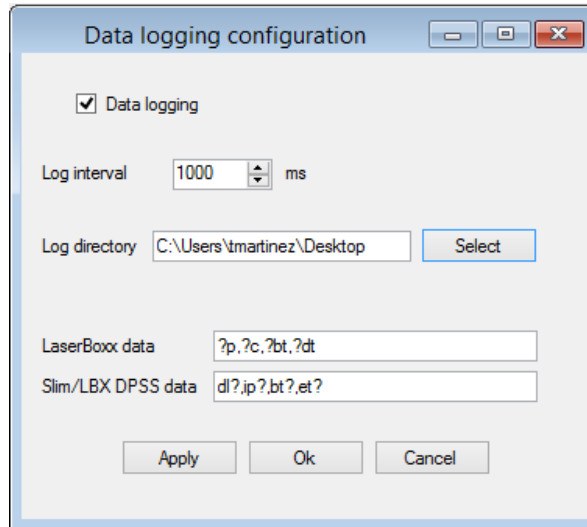 Data logging configuration
Data logging
Log interval 1000 ms
Log directory C:\Users\tmartinez\Desktop Select
LaserBoxx data ?p,?c,?bt,?dt
Slim/LBX DPSS data dl?,ip?,bt?,et?
Apply Ok Cancel